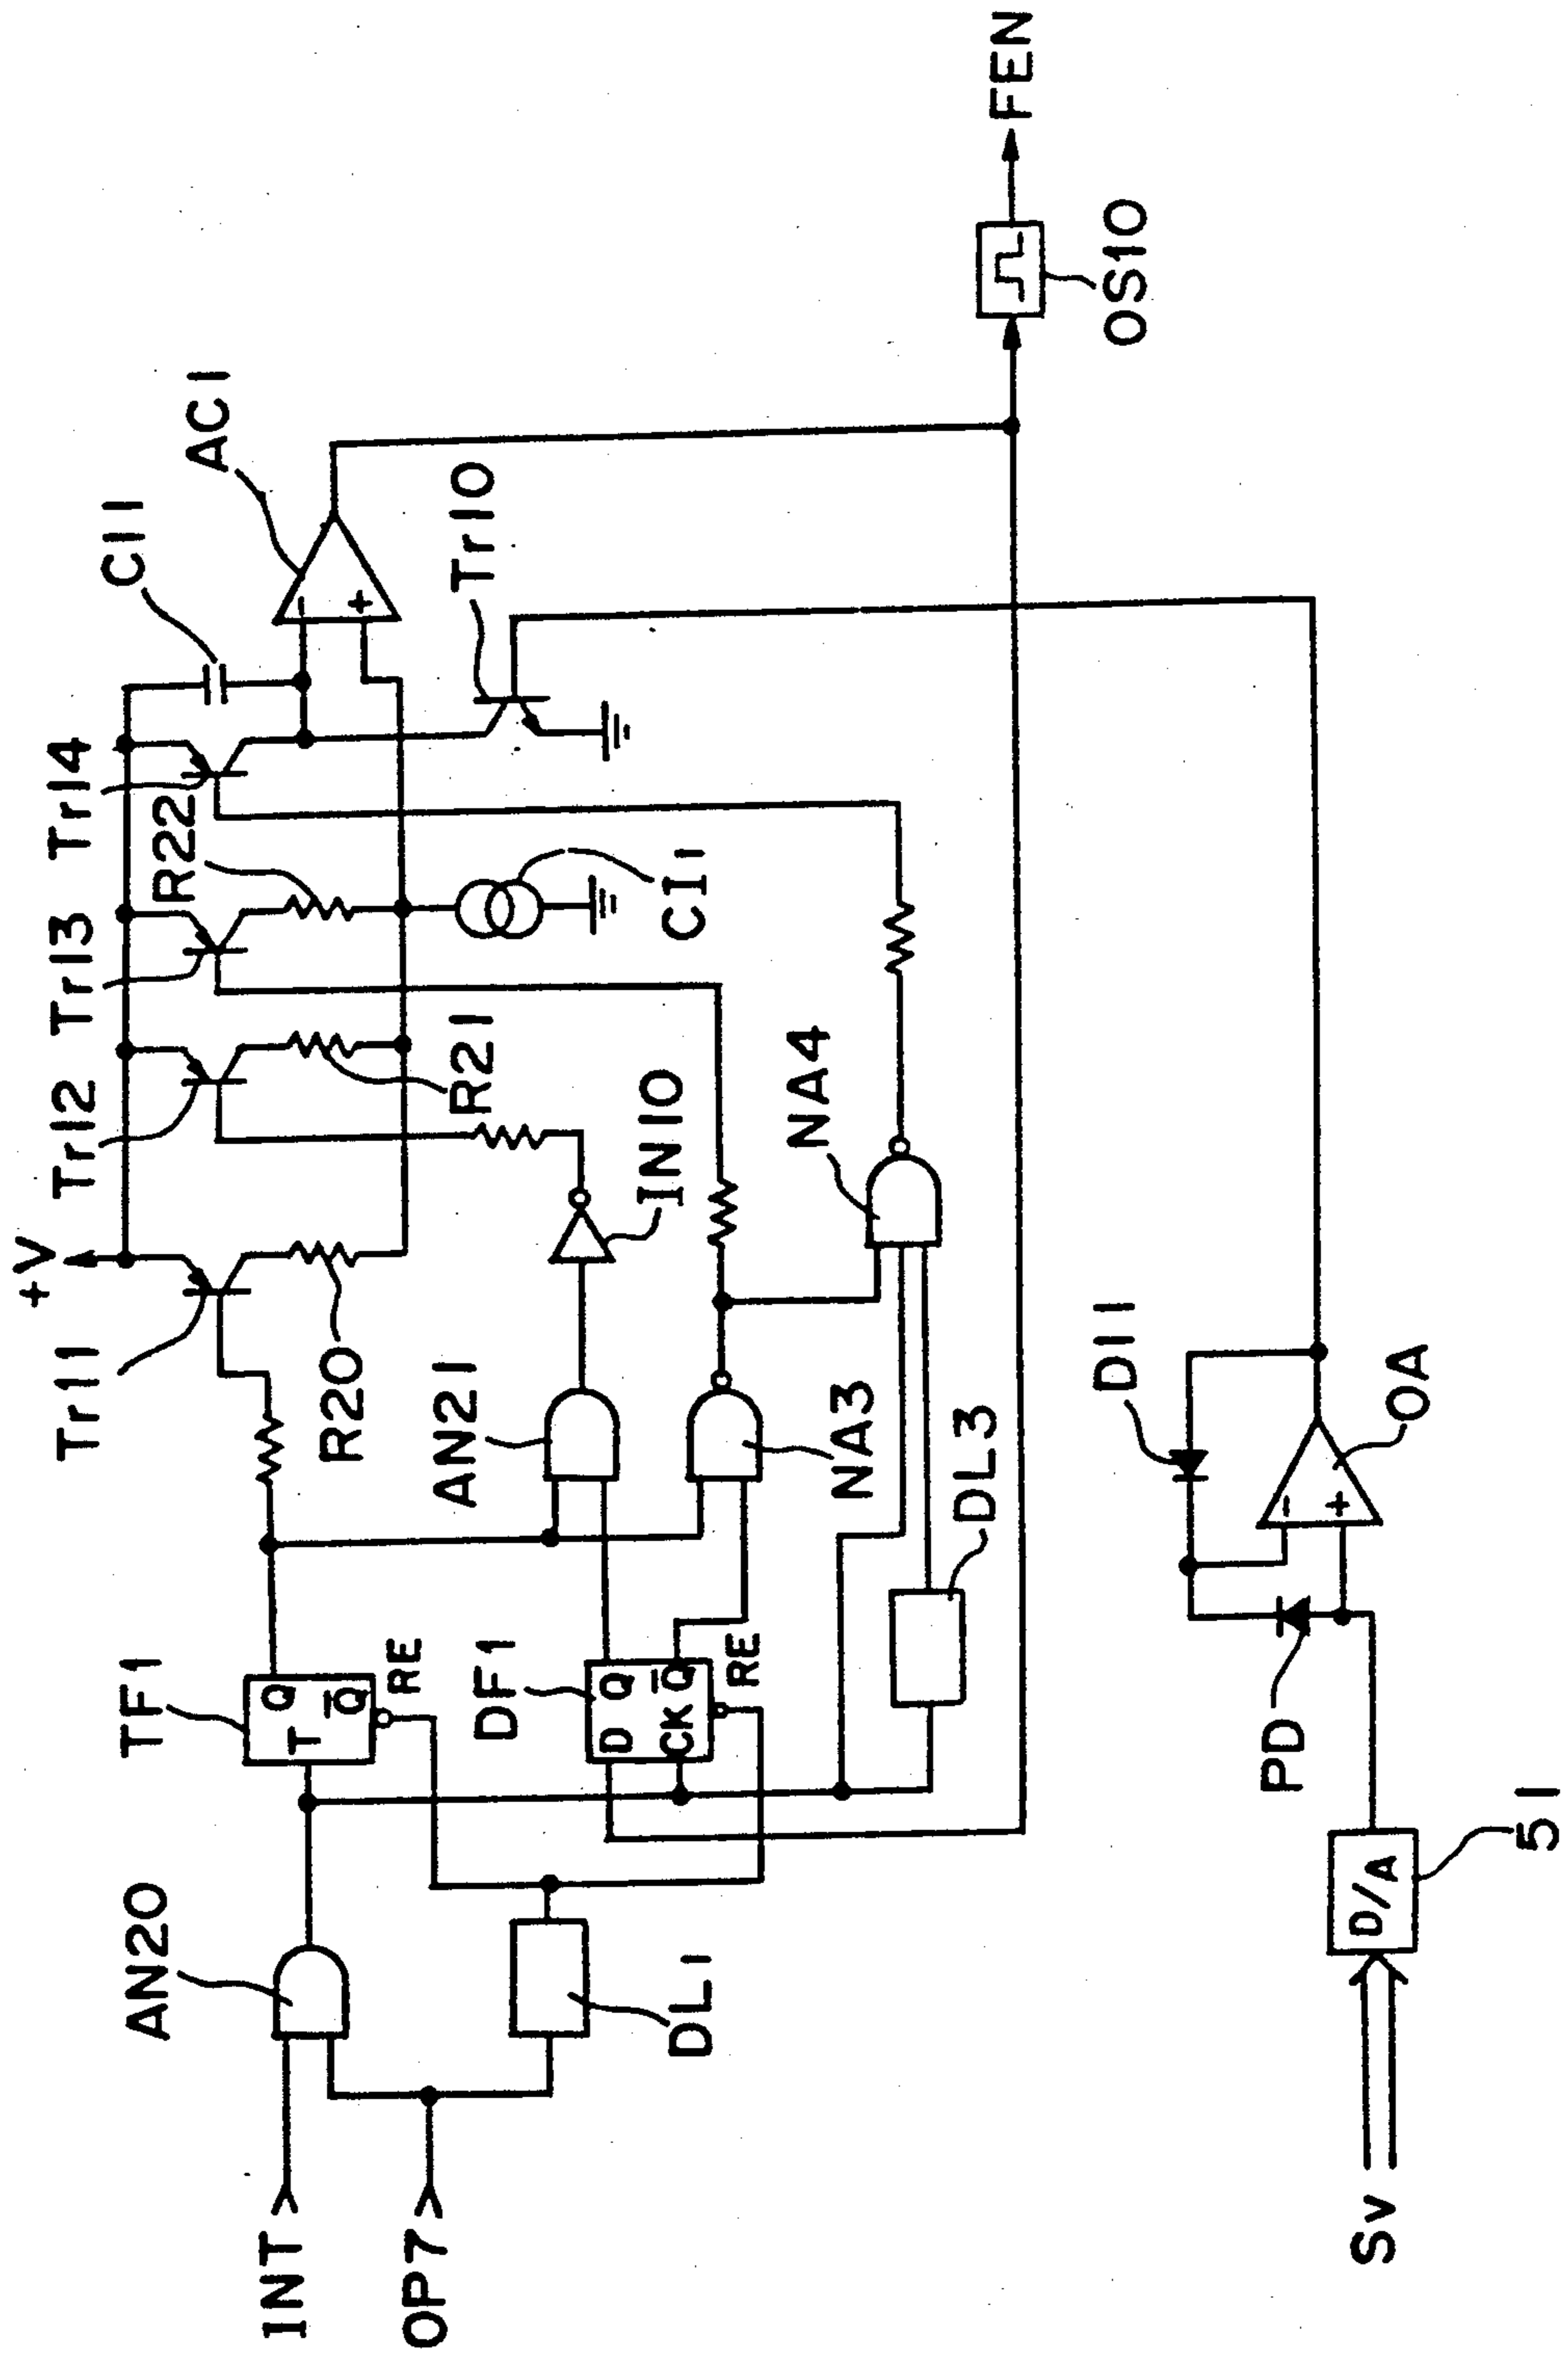 +V
Tr11
Tr12
Tr13
Tr14
C11
AC1
R20
R21
R22
CI1
Tr10
−
+
TF1
T
Q
Q̅
RE
AN20
AN21
IN10
INT
OP7
DL1
DF1
D
Q
CK
Q̅
RE
NA3
NA4
DL3
OS10
FEN
D11
PD
−
+
OA
Sv
D/A
51